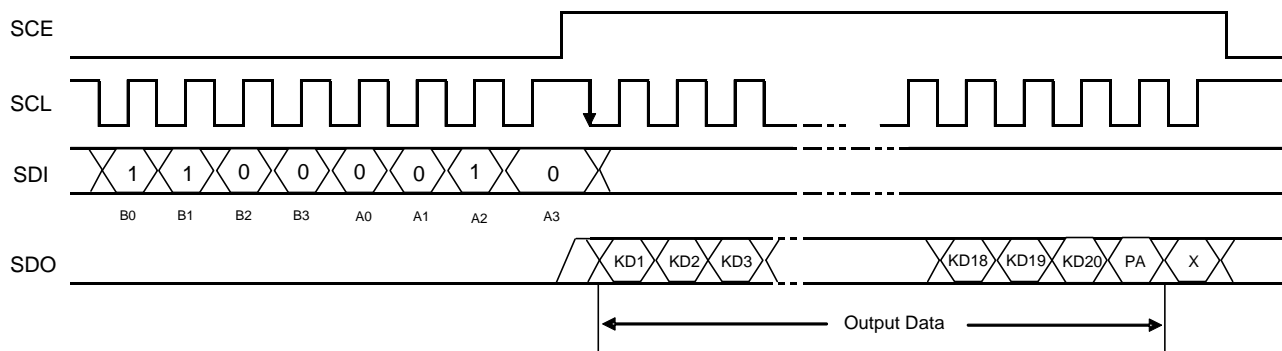 SCE
SCL
SDI
1 1 0 0 0 0 1 0
B0 B1 B2 B3 A0 A1 A2 A3
SDO
KD1 KD2 KD3 KD18 KD19 KD20 PA X
Output Data